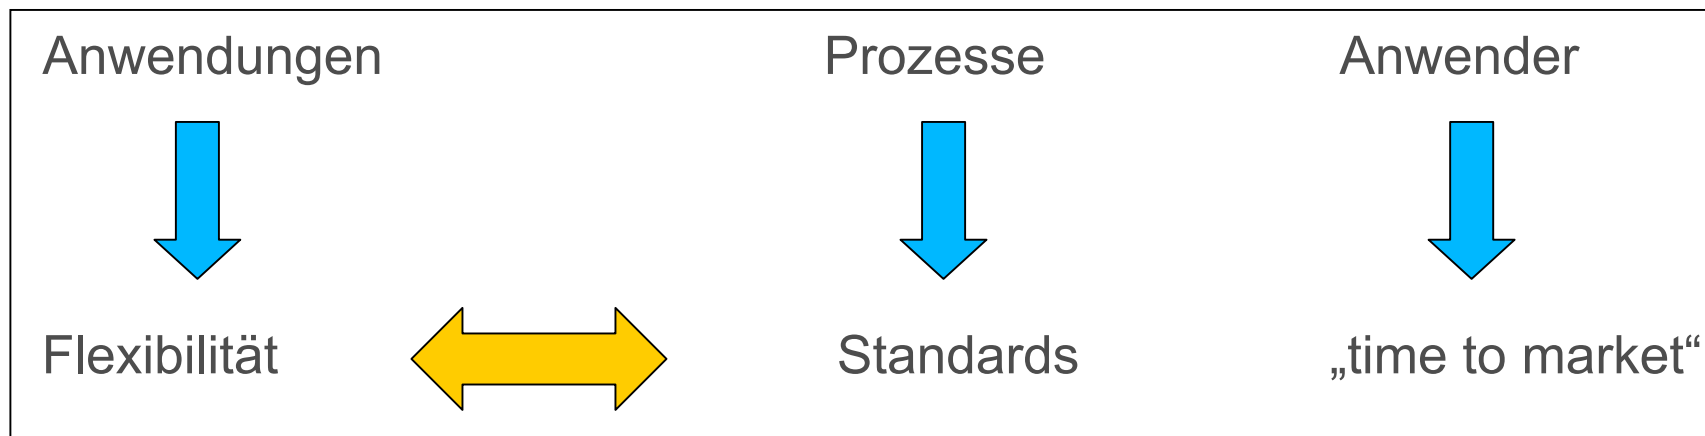 Anwendungen Prozesse Anwender
Flexibilität Standards „time to market“